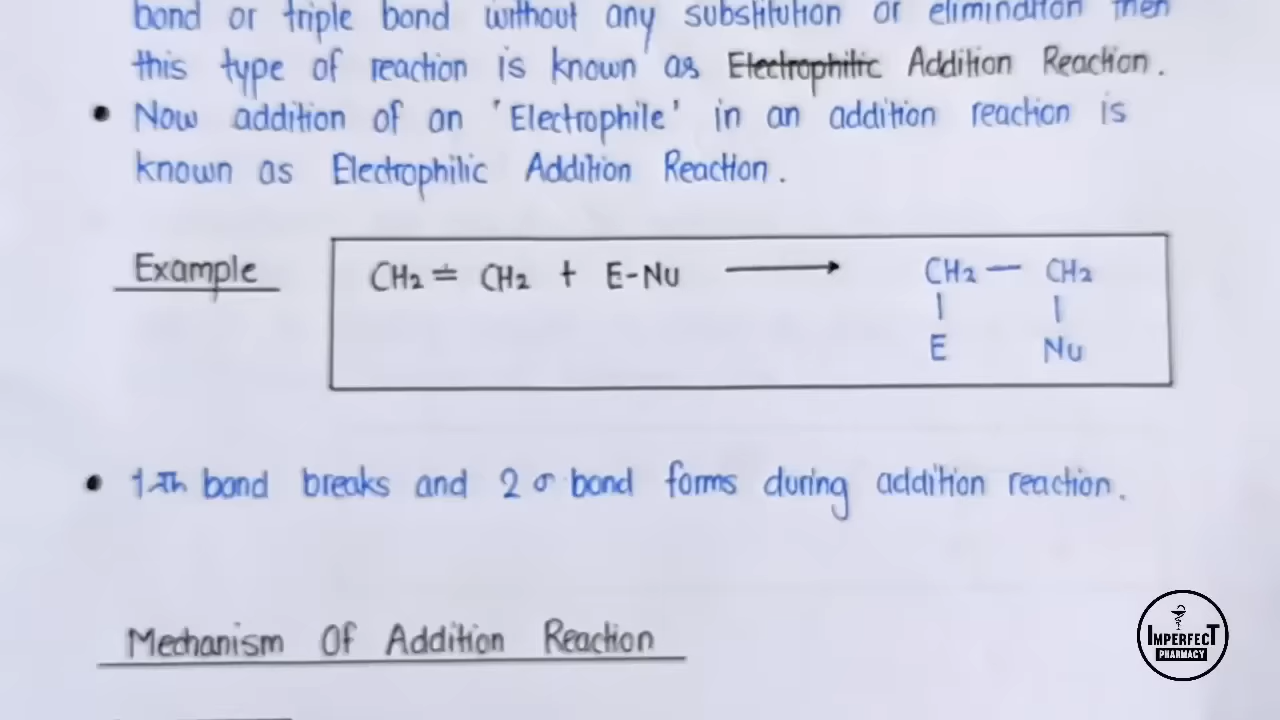 bond or triple bond without any substitution or elimination then
this type of reaction is known as Electrophilic Addition Reaction.
• Now addition of an 'Electrophile' in an addition reaction is
known as Electrophilic Addition Reaction.
Example
CH2 = CH2 + E-Nu ⟶ CH2 — CH2
| |
E Nu
• 1 π bond breaks and 2 σ bond forms during addition reaction.
Mechanism Of Addition Reaction
IMPERFECT
PHARMACY